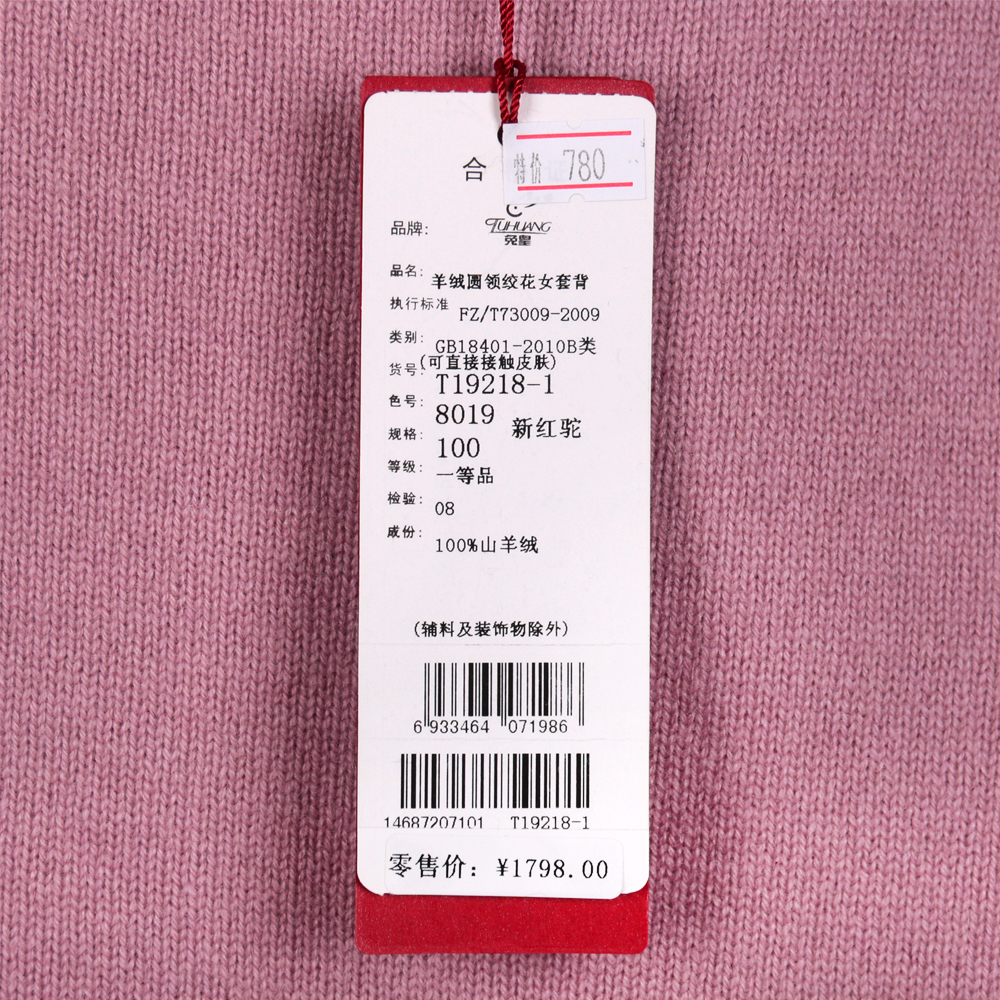 特价 780
合
TUHUANG
兔皇
品牌:
品名: 羊绒圆领绞花女套背
执行标准 FZ/T73009-2009
类别: GB18401-2010B类
(可直接接触皮肤)
货号: T19218-1
色号: 8019 新红驼
规格: 100
等级: 一等品
检验: 08
成份: 100%山羊绒
(辅料及装饰物除外)
6 933464 071986
14687207101 T19218-1
零售价: ¥1798.00